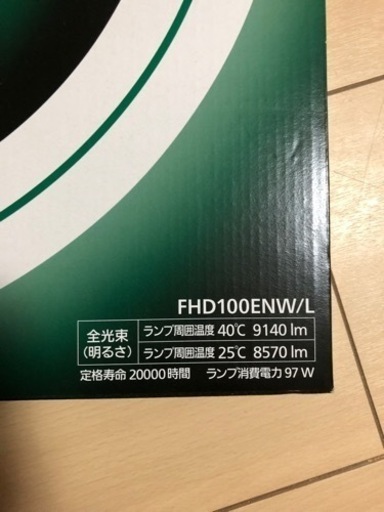 FHD100ENW/L
全光束 ランプ周囲温度 40℃ 9140 lm
(明るさ) ランプ周囲温度 25℃ 8570 lm
定格寿命 20000時間 ランプ消費電力 97 W